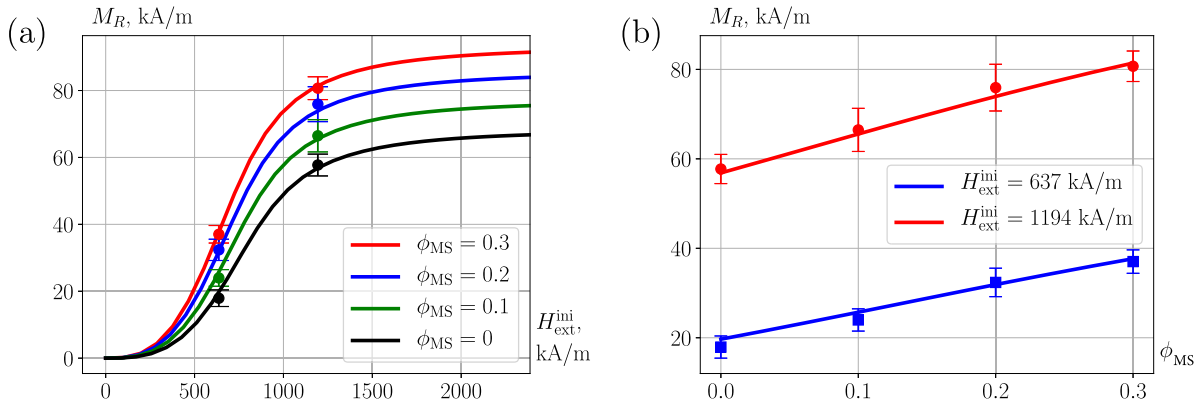 (a)
M_R, kA/m
80
60
40
20
0
0 500 1000 1500 2000
ϕ_MS = 0.3
ϕ_MS = 0.2
ϕ_MS = 0.1
ϕ_MS = 0
H_ext^ini,
kA/m
(b)
M_R, kA/m
80
60
40
20
0.0 0.1 0.2 0.3
H_ext^ini = 637 kA/m
H_ext^ini = 1194 kA/m
ϕ_MS